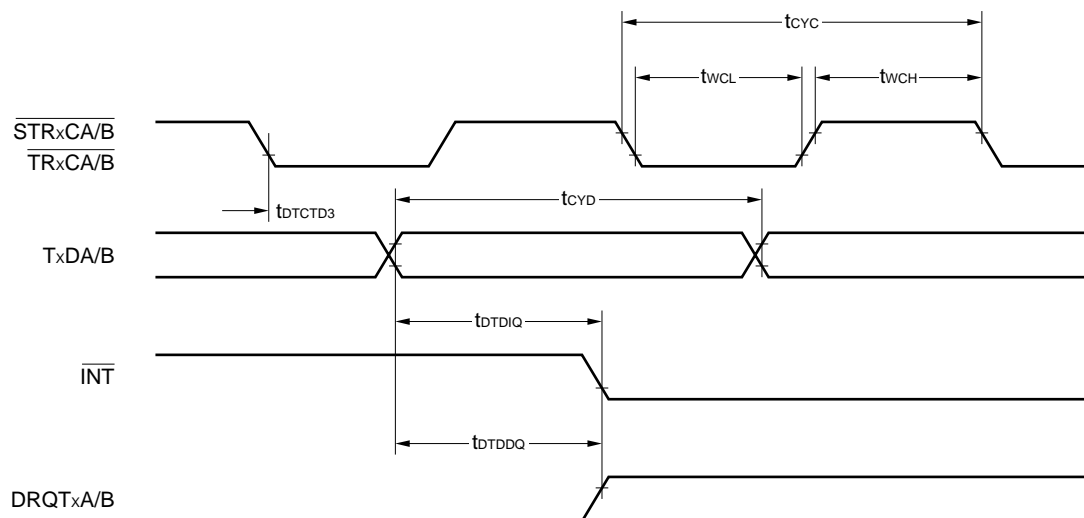 tCYC
tWCL
tWCH
STRxCA/B
TRxCA/B
tDTCTD3
tCYD
TxDA/B
tDTDIQ
INT
tDTDDQ
DRQTxA/B